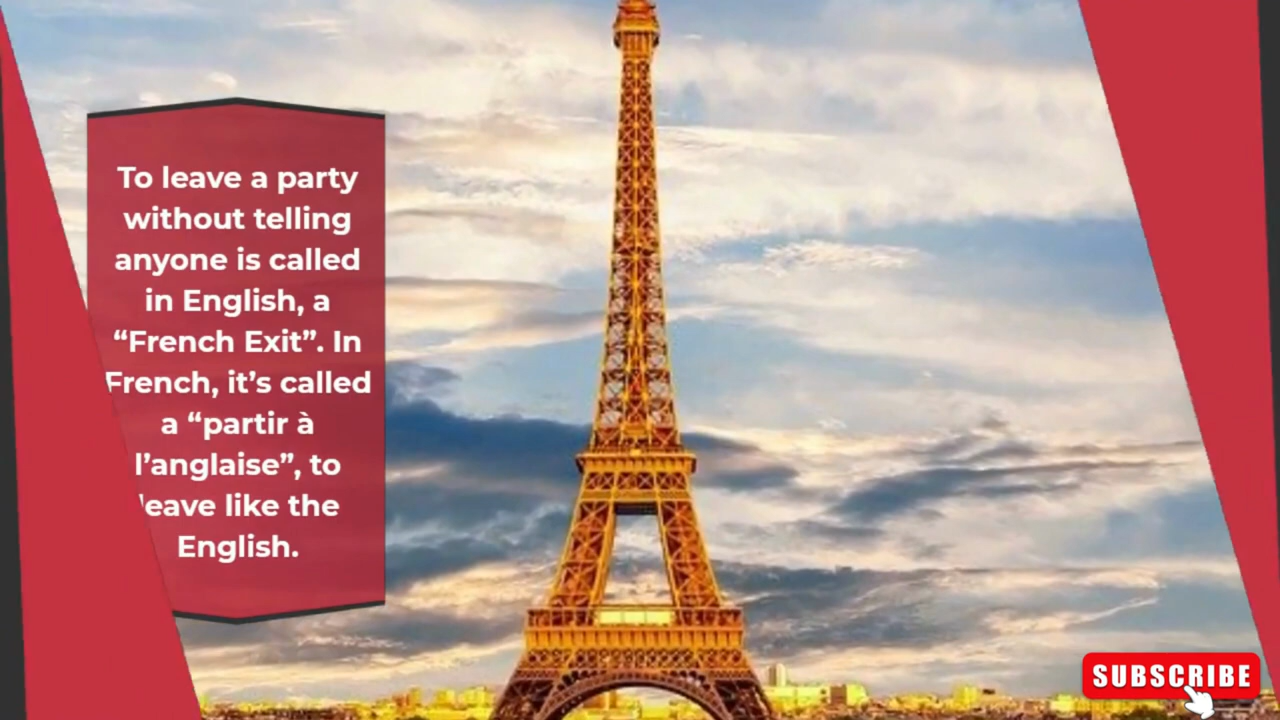 To leave a party
without telling
anyone is called
in English, a
“French Exit”. In
French, it’s called
a “partir à
l’anglaise”, to
leave like the
English.
SUBSCRIBE